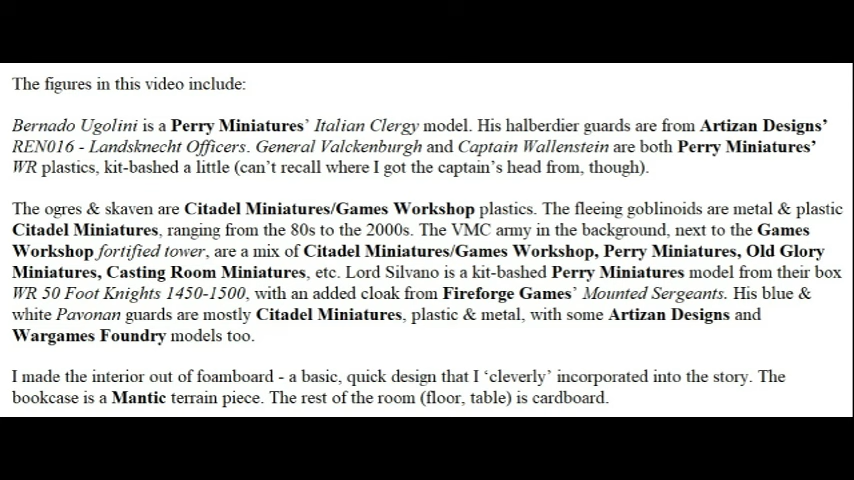 The figures in this video include:
Bernado Ugolini is a Perry Miniatures’ Italian Clergy model. His halberdier guards are from Artizan Designs’
REN016 - Landsknecht Officers. General Valckenburgh and Captain Wallenstein are both Perry Miniatures’
WR plastics, kit-bashed a little (can’t recall where I got the captain’s head from, though).
The ogres & skaven are Citadel Miniatures/Games Workshop plastics. The fleeing goblinoids are metal & plastic
Citadel Miniatures, ranging from the 80s to the 2000s. The VMC army in the background, next to the Games
Workshop fortified tower, are a mix of Citadel Miniatures/Games Workshop, Perry Miniatures, Old Glory
Miniatures, Casting Room Miniatures, etc. Lord Silvano is a kit-bashed Perry Miniatures model from their box
WR 50 Foot Knights 1450-1500, with an added cloak from Fireforge Games’ Mounted Sergeants. His blue &
white Pavonan guards are mostly Citadel Miniatures, plastic & metal, with some Artizan Designs and
Wargames Foundry models too.
I made the interior out of foamboard - a basic, quick design that I ‘cleverly’ incorporated into the story. The
bookcase is a Mantic terrain piece. The rest of the room (floor, table) is cardboard.